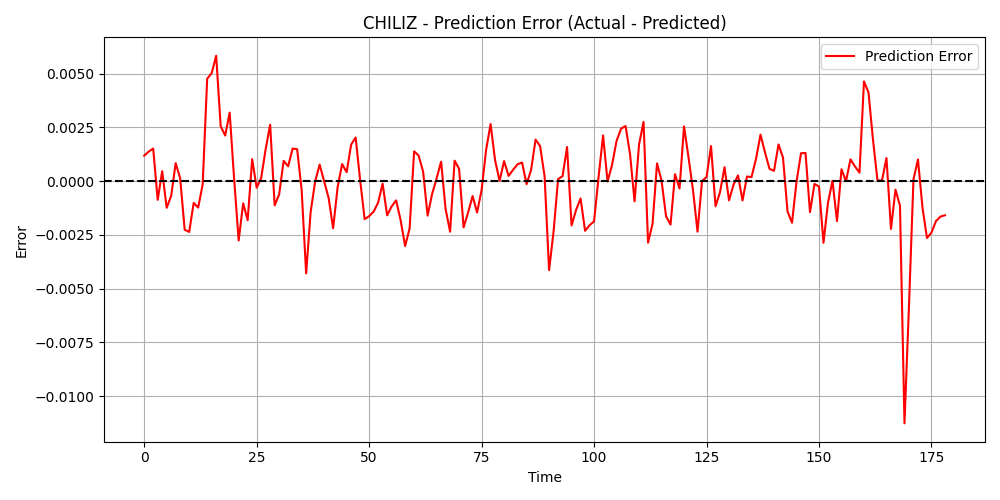 CHILIZ - Prediction Error (Actual - Predicted)
Prediction Error
0.0050
0.0025
0.0000
−0.0025
−0.0050
−0.0075
−0.0100
Error
0 25 50 75 100 125 150 175
Time